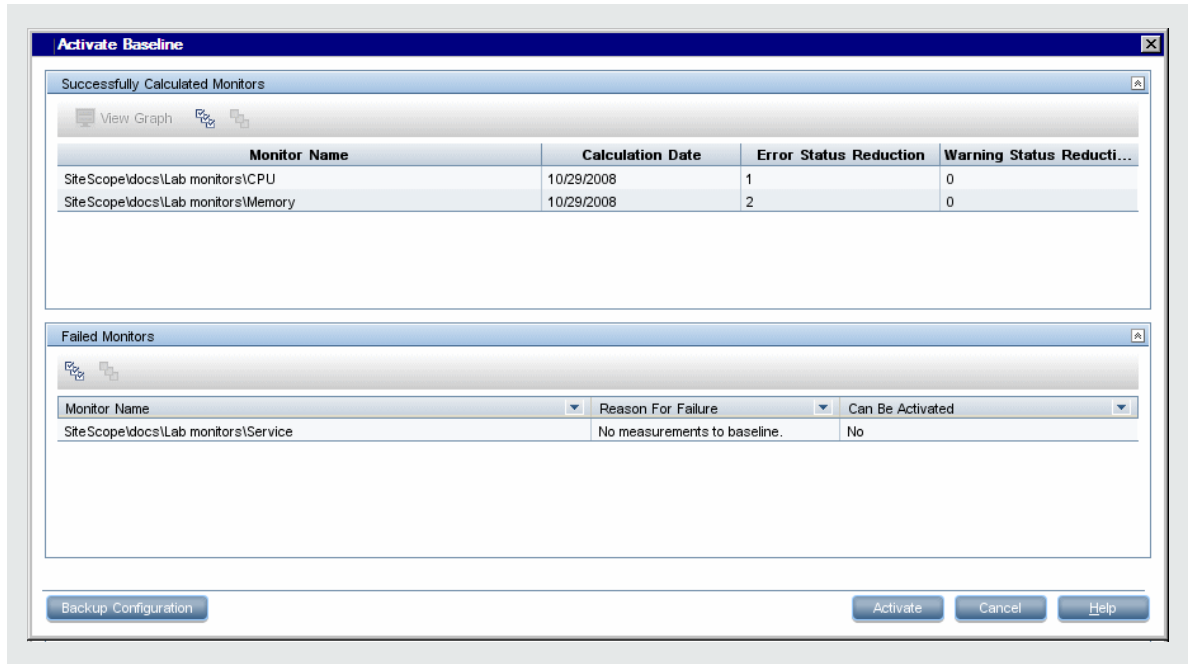 Activate Baseline
Successfully Calculated Monitors
View Graph
Monitor Name Calculation Date Error Status Reduction Warning Status Reducti...
SiteScope\docs\Lab monitors\CPU 10/29/2008 1 0
SiteScope\docs\Lab monitors\Memory 10/29/2008 2 0
Failed Monitors
Monitor Name Reason For Failure Can Be Activated
SiteScope\docs\Lab monitors\Service No measurements to baseline. No
Backup Configuration Activate Cancel Help